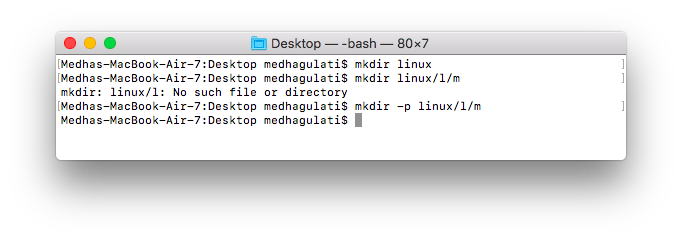 Desktop — -bash — 80×7
[Medhas-MacBook-Air-7:Desktop medhagulati$ mkdir linux ]
[Medhas-MacBook-Air-7:Desktop medhagulati$ mkdir linux/l/m ]
mkdir: linux/l: No such file or directory
[Medhas-MacBook-Air-7:Desktop medhagulati$ mkdir -p linux/l/m ]
Medhas-MacBook-Air-7:Desktop medhagulati$